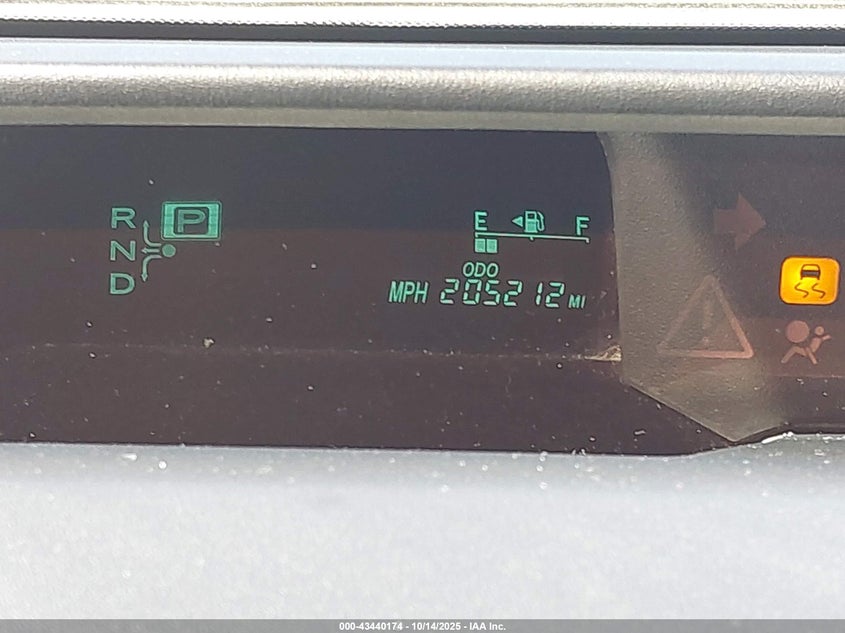 R P
N
D
E F
ODO
MPH 205212 MI
000-43440174 - 10/14/2025 - IAA Inc.